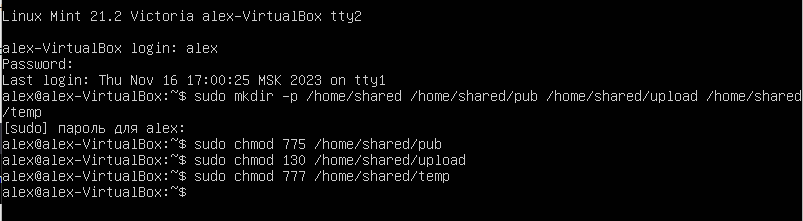 Linux Mint 21.2 Victoria alex-VirtualBox tty2
alex-VirtualBox login: alex
Password:
Last login: Thu Nov 16 17:00:25 MSK 2023 on tty1
alex@alex-VirtualBox:~$ sudo mkdir -p /home/shared /home/shared/pub /home/shared/upload /home/shared
/temp
[sudo] пароль для alex:
alex@alex-VirtualBox:~$ sudo chmod 775 /home/shared/pub
alex@alex-VirtualBox:~$ sudo chmod 130 /home/shared/upload
alex@alex-VirtualBox:~$ sudo chmod 777 /home/shared/temp
alex@alex-VirtualBox:~$